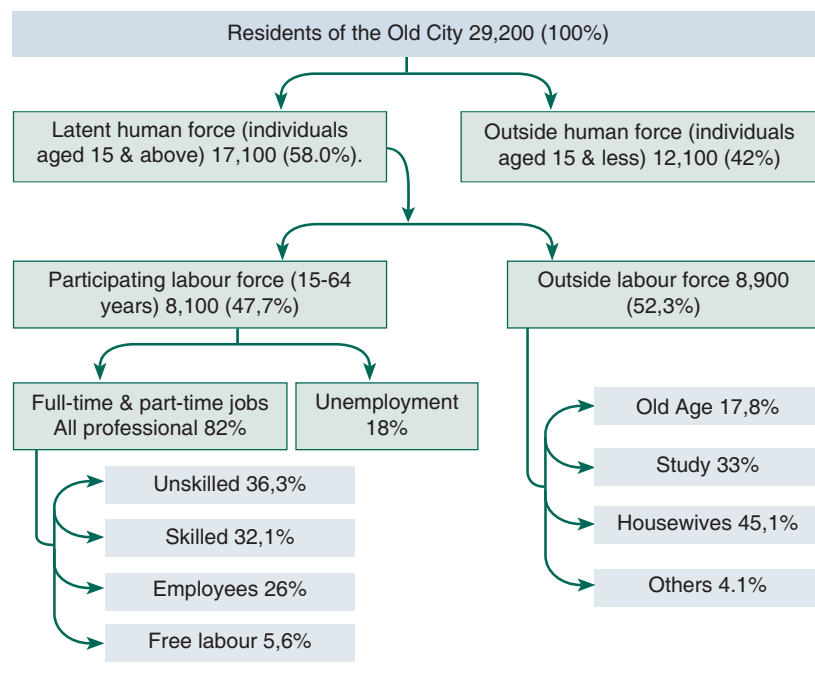 Residents of the Old City 29,200 (100%)
Latent human force (individuals
aged 15 & above) 17,100 (58.0%).
Outside human force (individuals
aged 15 & less) 12,100 (42%)
Participating labour force (15-64
years) 8,100 (47,7%)
Outside labour force 8,900
(52,3%)
Full-time & part-time jobs
All professional 82%
Unemployment
18%
Unskilled 36,3%
Skilled 32,1%
Employees 26%
Free labour 5,6%
Old Age 17,8%
Study 33%
Housewives 45,1%
Others 4.1%